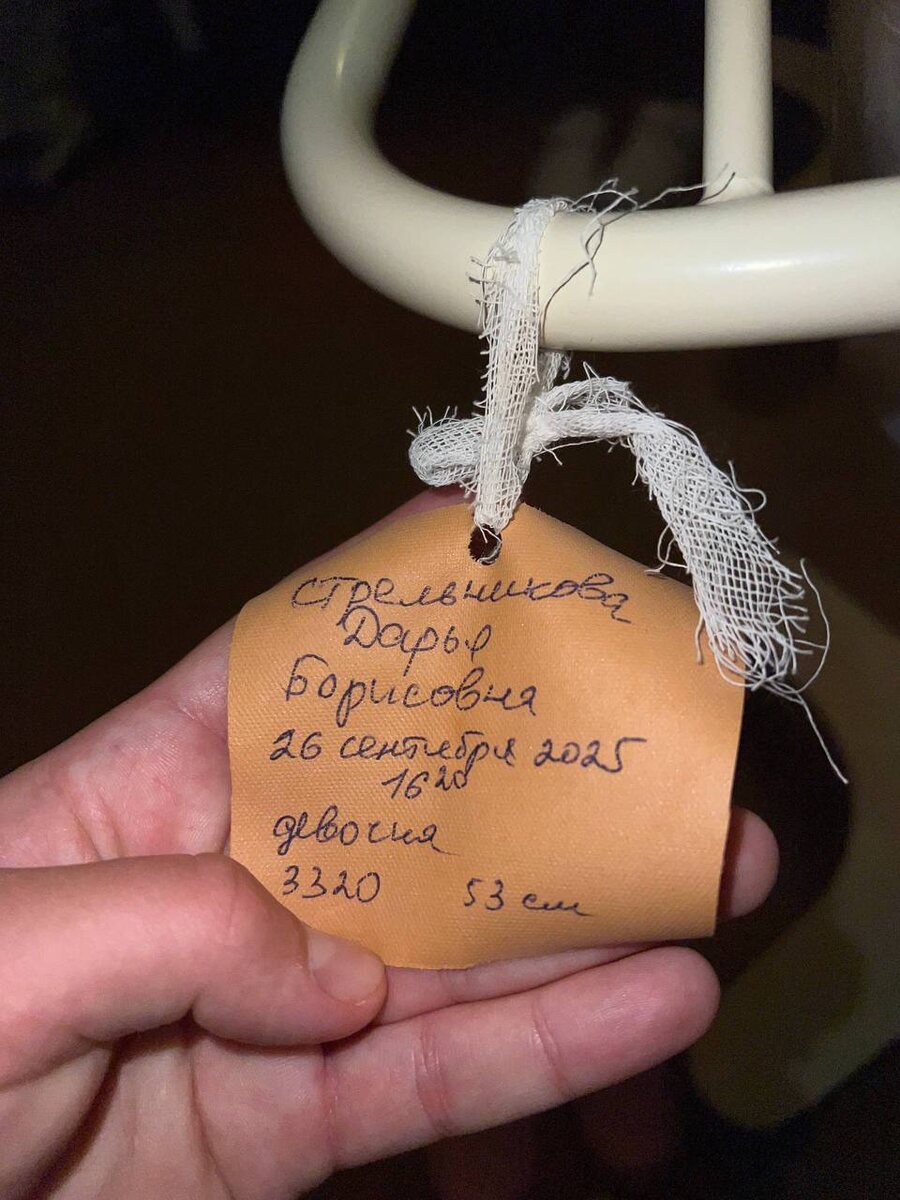 Стрельникова
Дарья
Борисовна
26 сентября 2025
16 20
девочка
3320 53 см